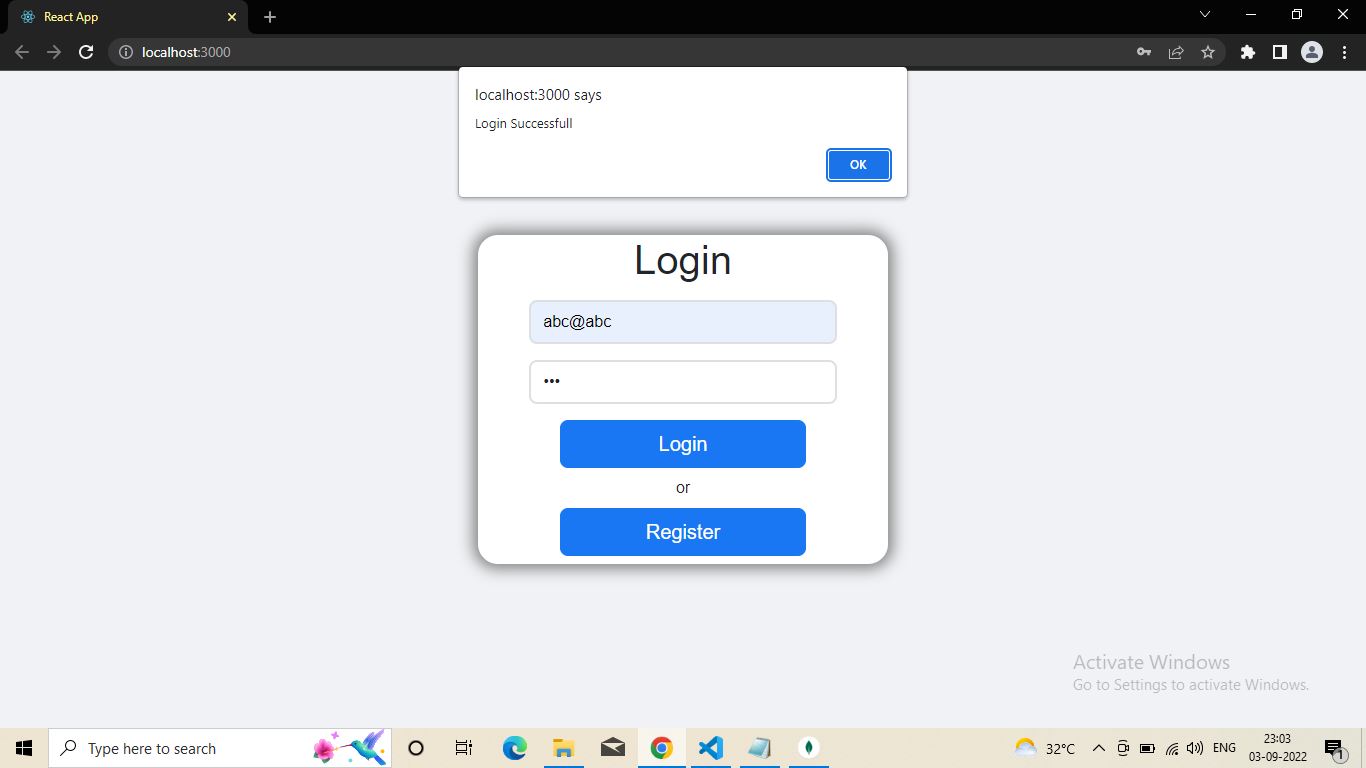 React App
localhost:3000
localhost:3000 says
Login Successfull
OK
Login
abc@abc
•••
Login
or
Register
Activate Windows
Go to Settings to activate Windows.
Type here to search
32°C
ENG
23:03
03-09-2022
1